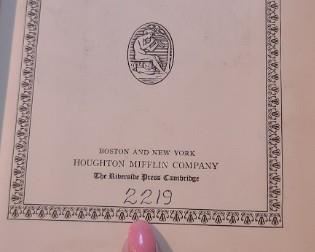 BOSTON AND NEW YORK
HOUGHTON MIFFLIN COMPANY
The Riverside Press Cambridge
2219